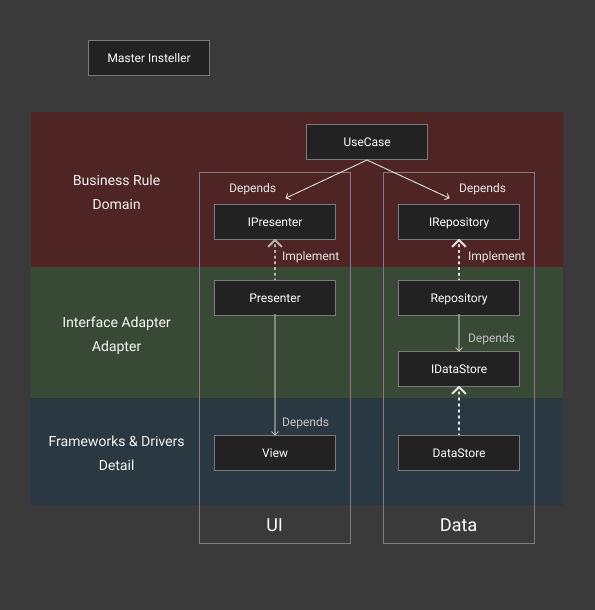 Master Insteller
UseCase
Business Rule
Domain
Depends
Depends
IPresenter
IRepository
Implement
Implement
Presenter
Repository
Interface Adapter
Adapter
Depends
IDataStore
Depends
Frameworks & Drivers
Detail
View
DataStore
UI
Data